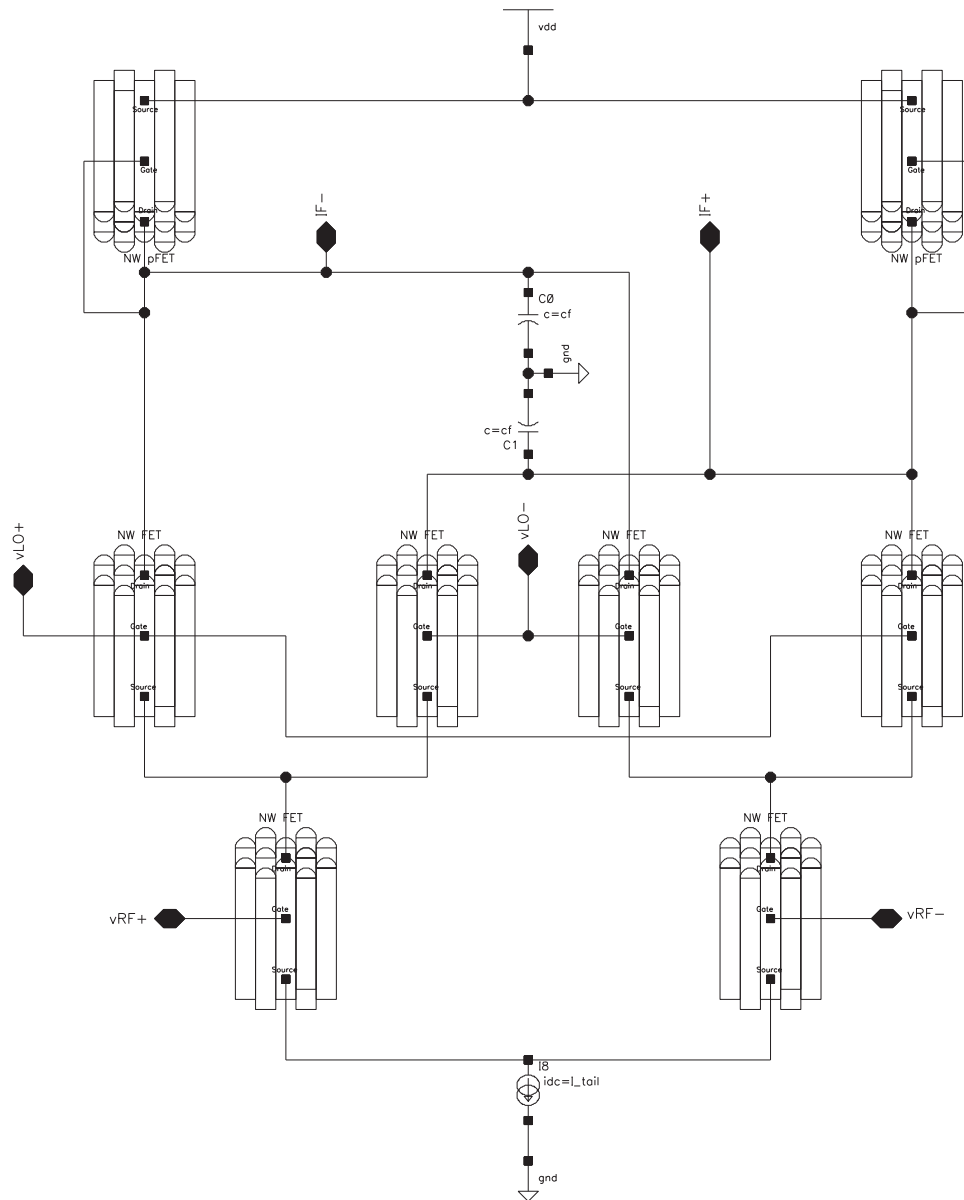 vdd
Source
Source
Gate
Gate
Drain
Drain
IF-
IF+
NW pFET
NW pFET
C0
c=cf
gnd
c=cf
C1
vLO+
vLO-
NW FET
NW FET
NW FET
NW FET
Drain
Drain
Drain
Drain
Gate
Gate
Gate
Gate
Source
Source
Source
Source
NW FET
NW FET
Drain
Drain
vRF+
Gate
Gate
vRF-
Source
Source
I8
idc=I_tail
gnd